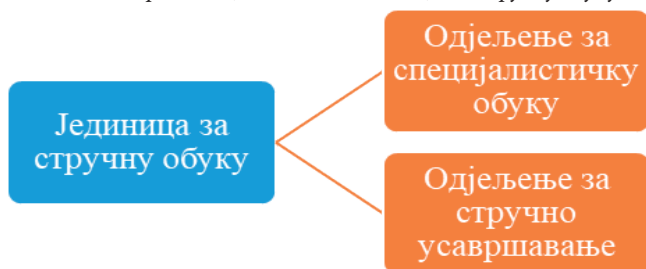 Јединица за
стручну обуку
Одјељење за
специјалистичку
обуку
Одјељење за
стручно
усавршавање